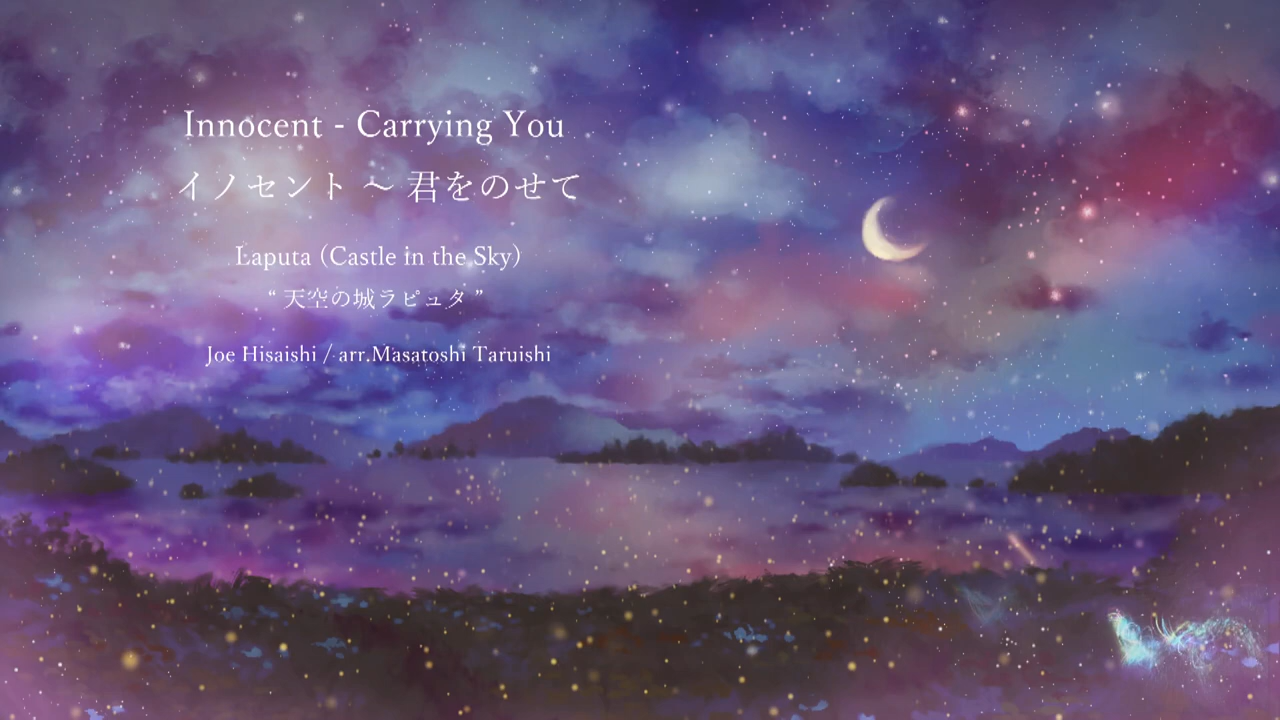 Innocent - Carrying You
イノセント ～ 君をのせて
Laputa (Castle in the Sky)
“ 天空の城ラピュタ ”
Joe Hisaishi / arr.Masatoshi Taruishi